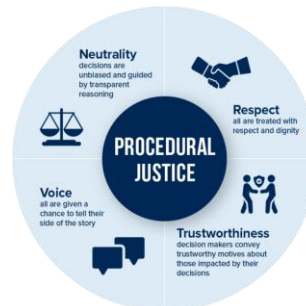 Neutrality
decisions are
unbiased and guided
by transparent
reasoning
Respect
all are treated with
respect and dignity
PROCEDURAL
JUSTICE
Voice
all are given a
chance to tell their
side of the story
Trustworthiness
decision makers convey
trustworthy motives about
those impacted by their
decisions